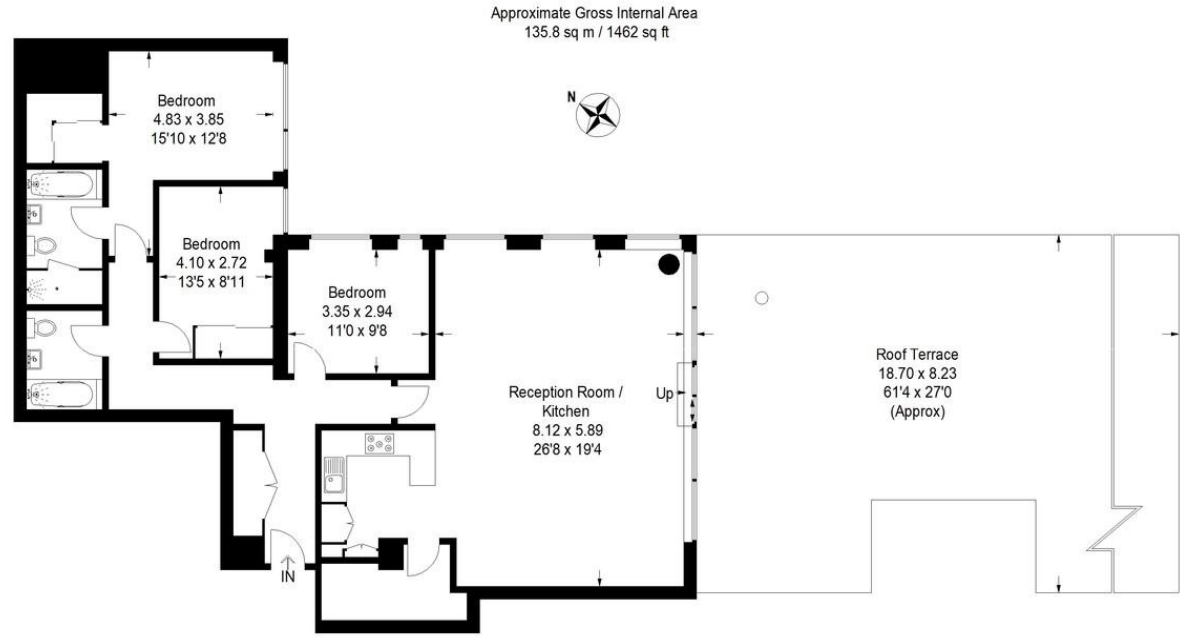 Approximate Gross Internal Area
135.8 sq m / 1462 sq ft
N
Bedroom
4.83 x 3.85
15'10 x 12'8
Bedroom
4.10 x 2.72
13'5 x 8'11
Bedroom
3.35 x 2.94
11'0 x 9'8
Reception Room /
Kitchen
8.12 x 5.89
26'8 x 19'4
Up
Roof Terrace
18.70 x 8.23
61'4 x 27'0
(Approx)
IN